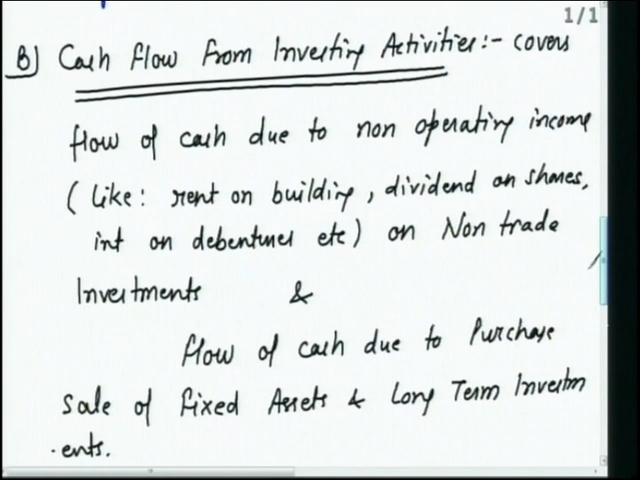 1/1
B) Cash flow from Investing Activities:- covers
flow of cash due to non operating income
(like: rent on building, dividend on shares,
int on debentures etc) on Non trade
Investments &
flow of cash due to Purchase
Sale of Fixed Assets & Long Term Investm
.ents.